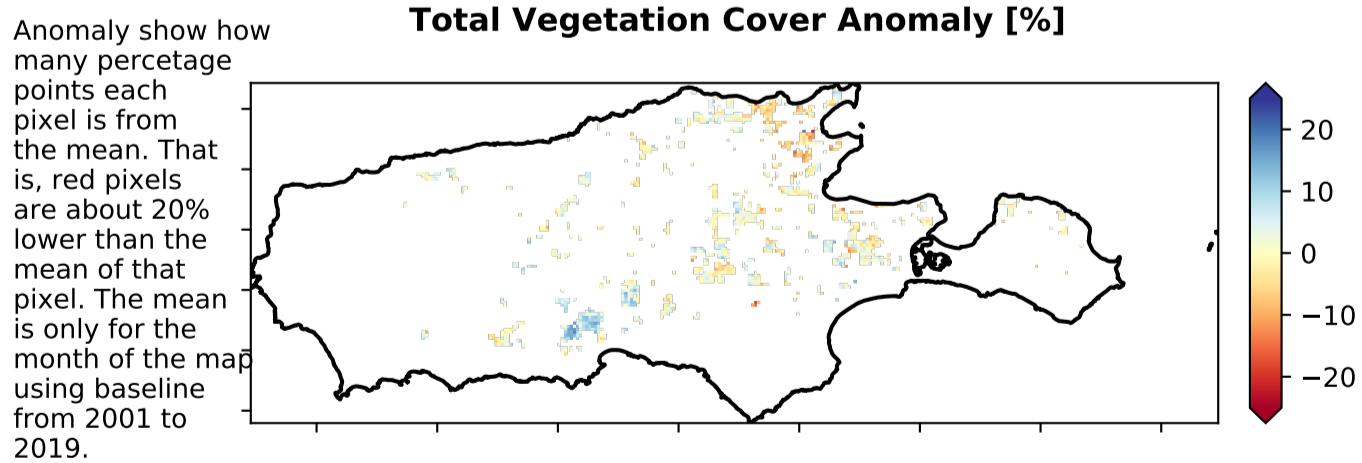 Total Vegetation Cover Anomaly [%]
Anomaly show how
many percetage
points each
pixel is from
the mean. That
is, red pixels
are about 20%
lower than the
mean of that
pixel. The mean
is only for the
month of the map
using baseline
from 2001 to
2019.
20
10
0
−10
−20